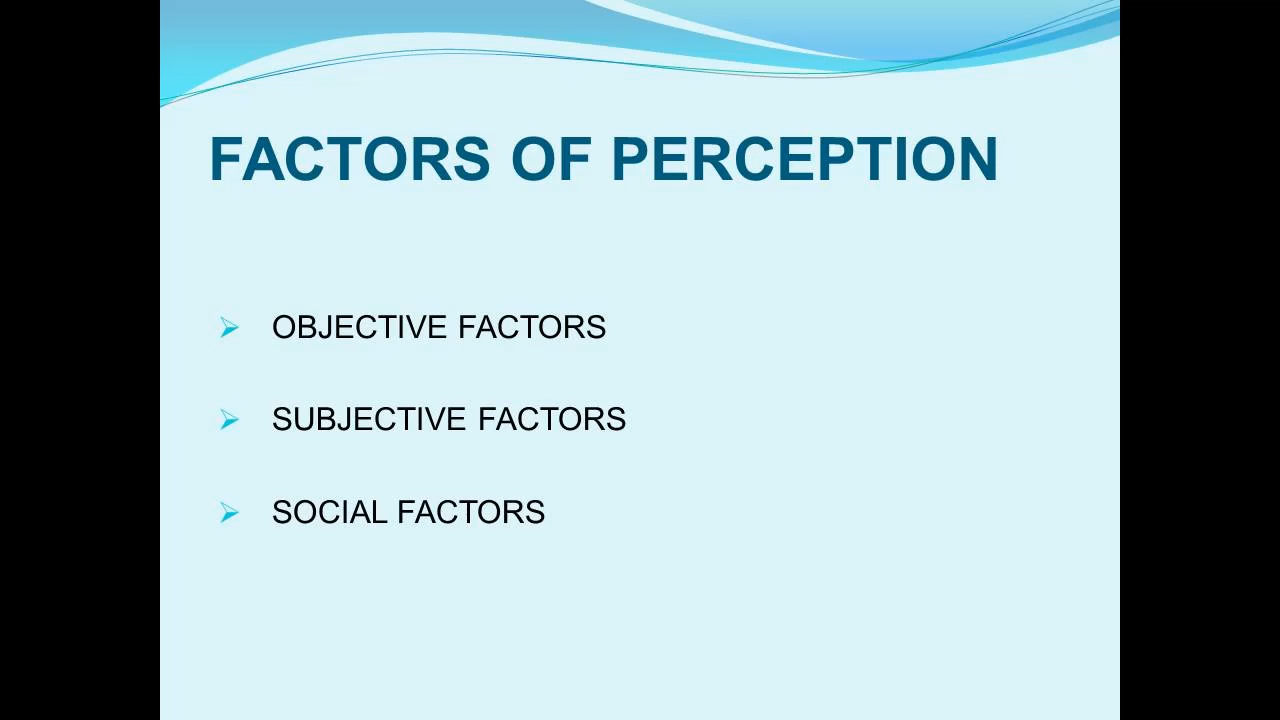 FACTORS OF PERCEPTION
OBJECTIVE FACTORS
SUBJECTIVE FACTORS
SOCIAL FACTORS